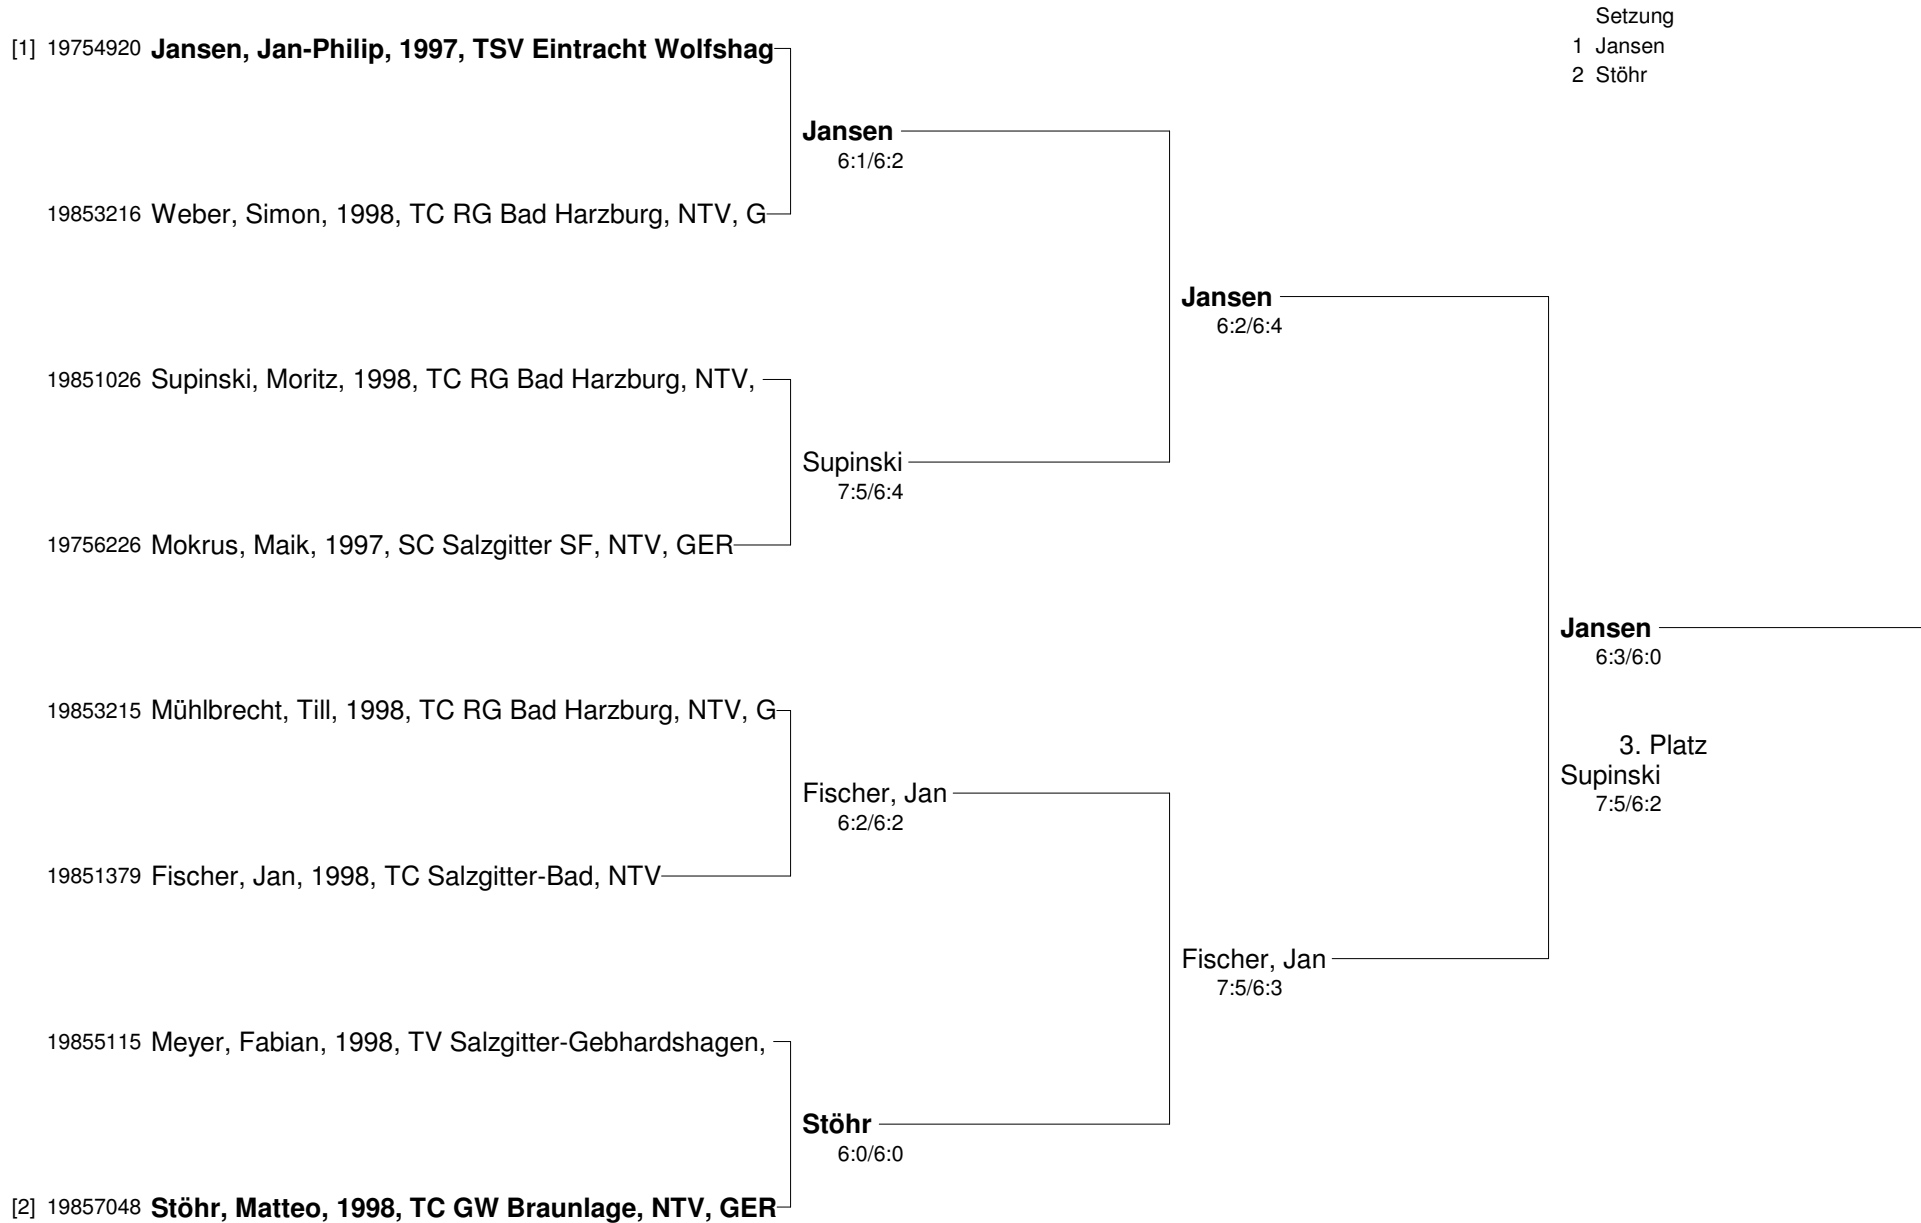 Setzung
1 Jansen
2 Stöhr
[1] 19754920 Jansen, Jan-Philip, 1997, TSV Eintracht Wolfshag
Jansen
6:1/6:2
19853216 Weber, Simon, 1998, TC RG Bad Harzburg, NTV, G
Jansen
6:2/6:4
19851026 Supinski, Moritz, 1998, TC RG Bad Harzburg, NTV,
Supinski
7:5/6:4
19756226 Mokrus, Maik, 1997, SC Salzgitter SF, NTV, GER
Jansen
6:3/6:0
19853215 Mühlbrecht, Till, 1998, TC RG Bad Harzburg, NTV, G
3. Platz
Supinski
7:5/6:2
Fischer, Jan
6:2/6:2
19851379 Fischer, Jan, 1998, TC Salzgitter-Bad, NTV
Fischer, Jan
7:5/6:3
19855115 Meyer, Fabian, 1998, TV Salzgitter-Gebhardshagen,
Stöhr
6:0/6:0
[2] 19857048 Stöhr, Matteo, 1998, TC GW Braunlage, NTV, GER